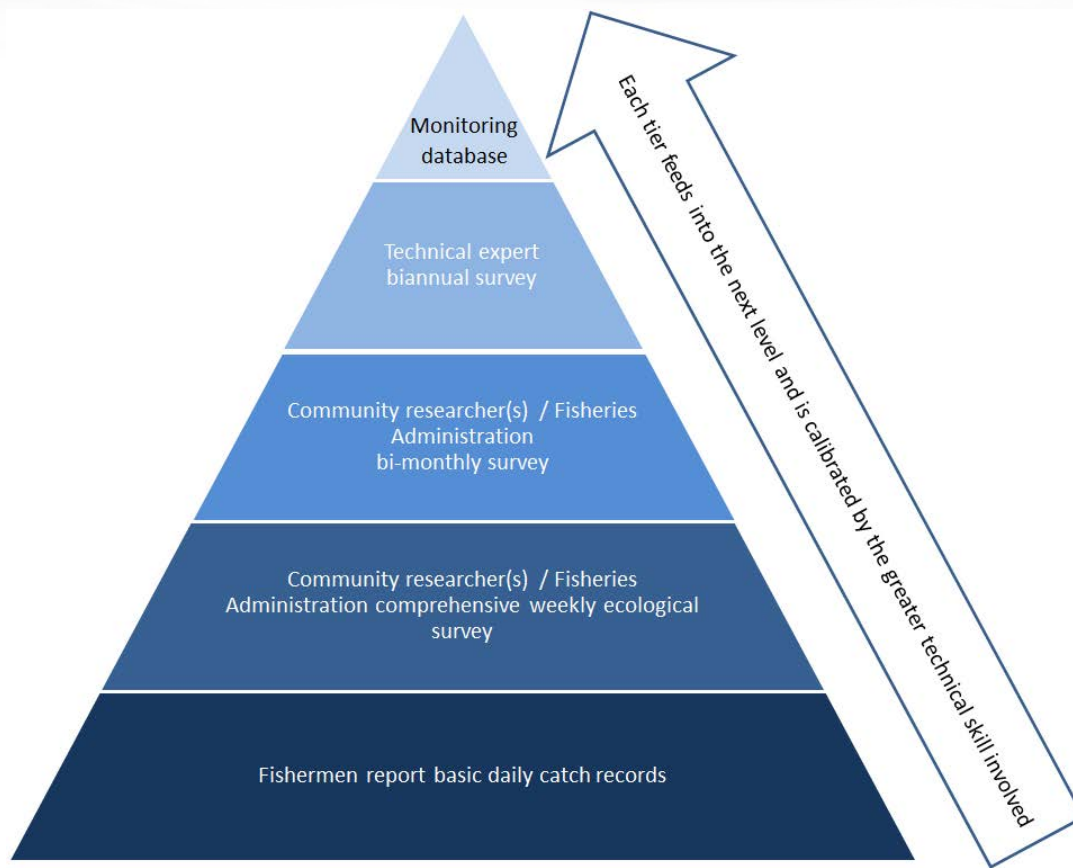 Monitoring
database
Technical expert
biannual survey
Community researcher(s) / Fisheries
Administration
bi-monthly survey
Community researcher(s) / Fisheries
Administration comprehensive weekly ecological
survey
Fishermen report basic daily catch records
Each tier feeds into the next level and is calibrated by the greater technical skill involved